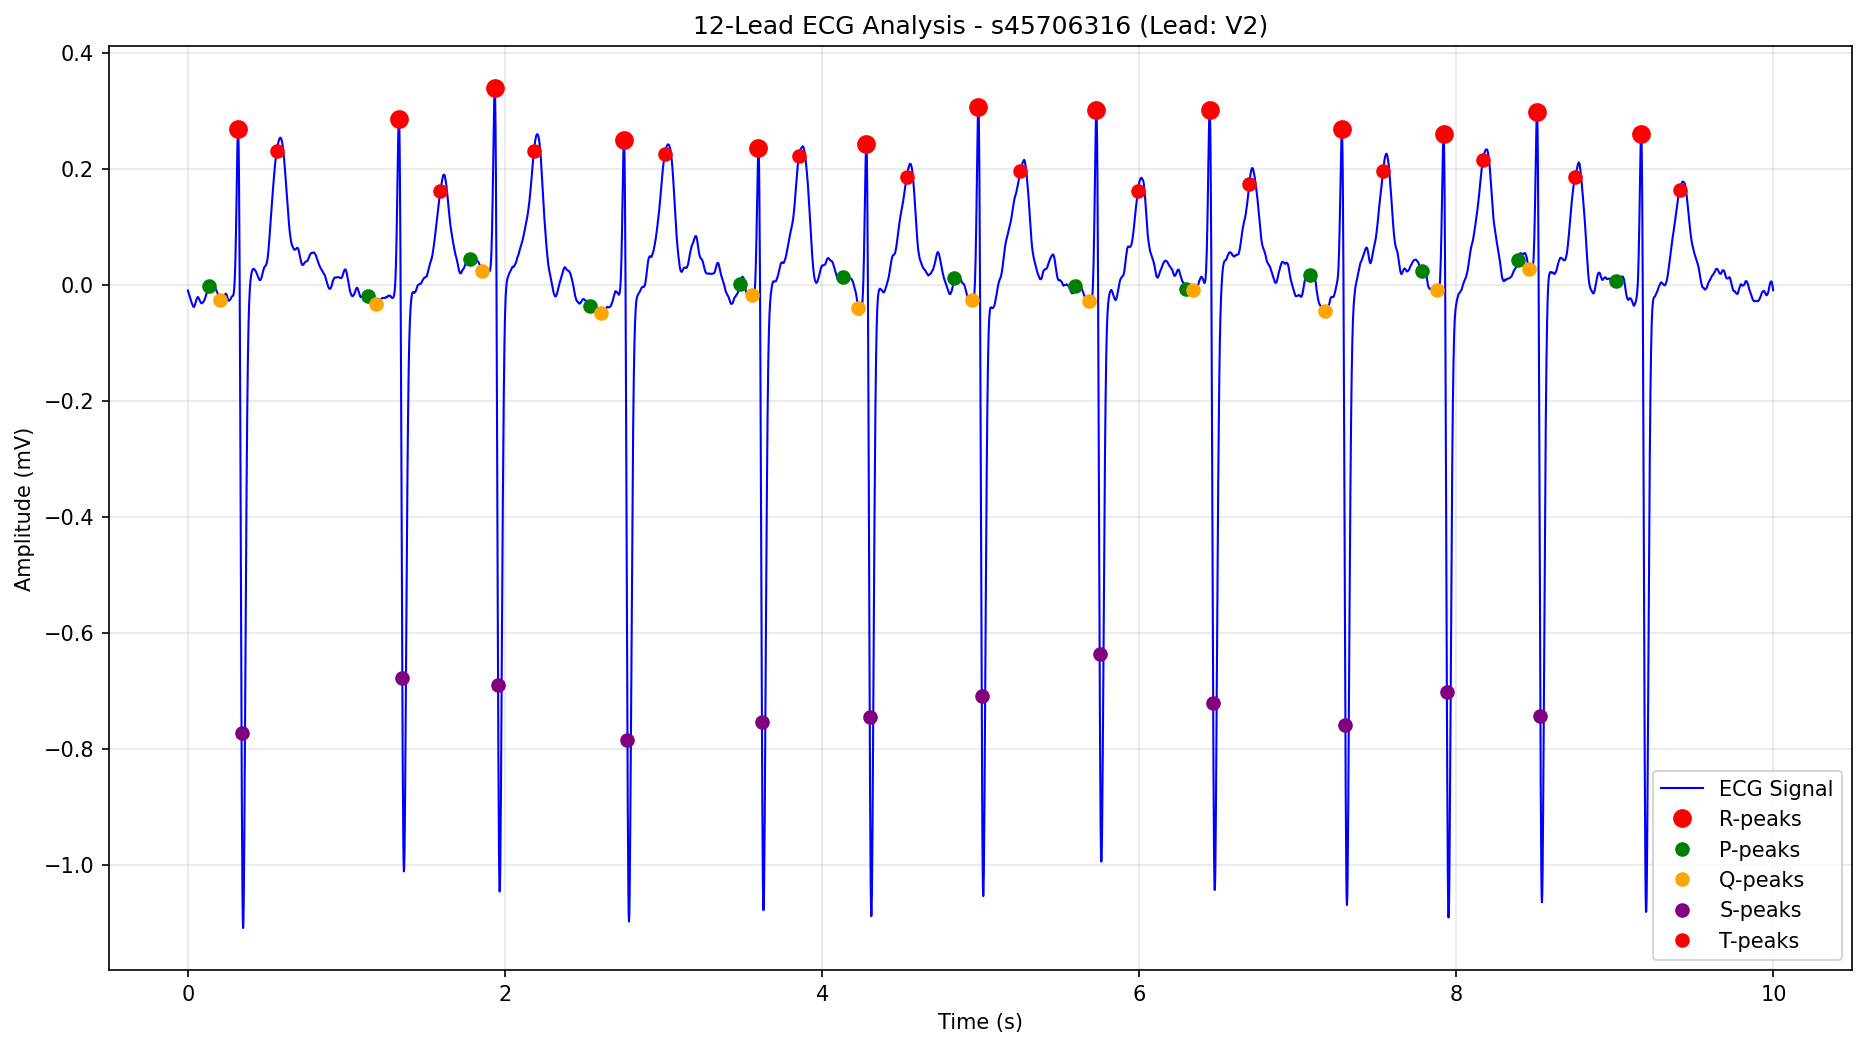 12-Lead ECG Analysis - s45706316 (Lead: V2)
Amplitude (mV)
0.4
0.2
0.0
−0.2
−0.4
−0.6
−0.8
−1.0
0 2 4 6 8 10
Time (s)
ECG Signal
R-peaks
P-peaks
Q-peaks
S-peaks
T-peaks